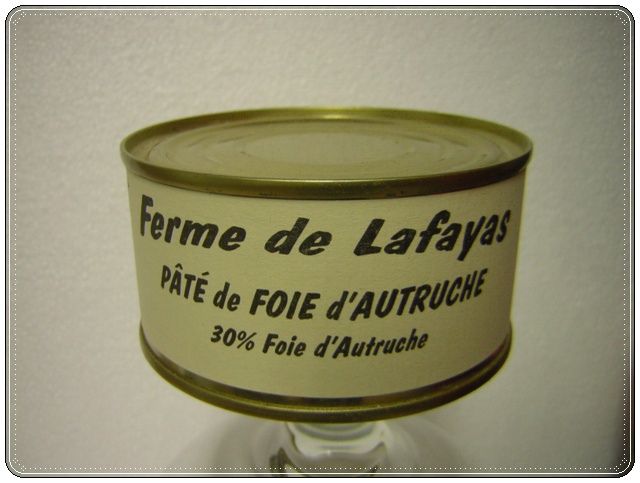 Ferme de Lafayas
PÂTÉ de FOIE d'AUTRUCHE
30% Foie d'Autruche